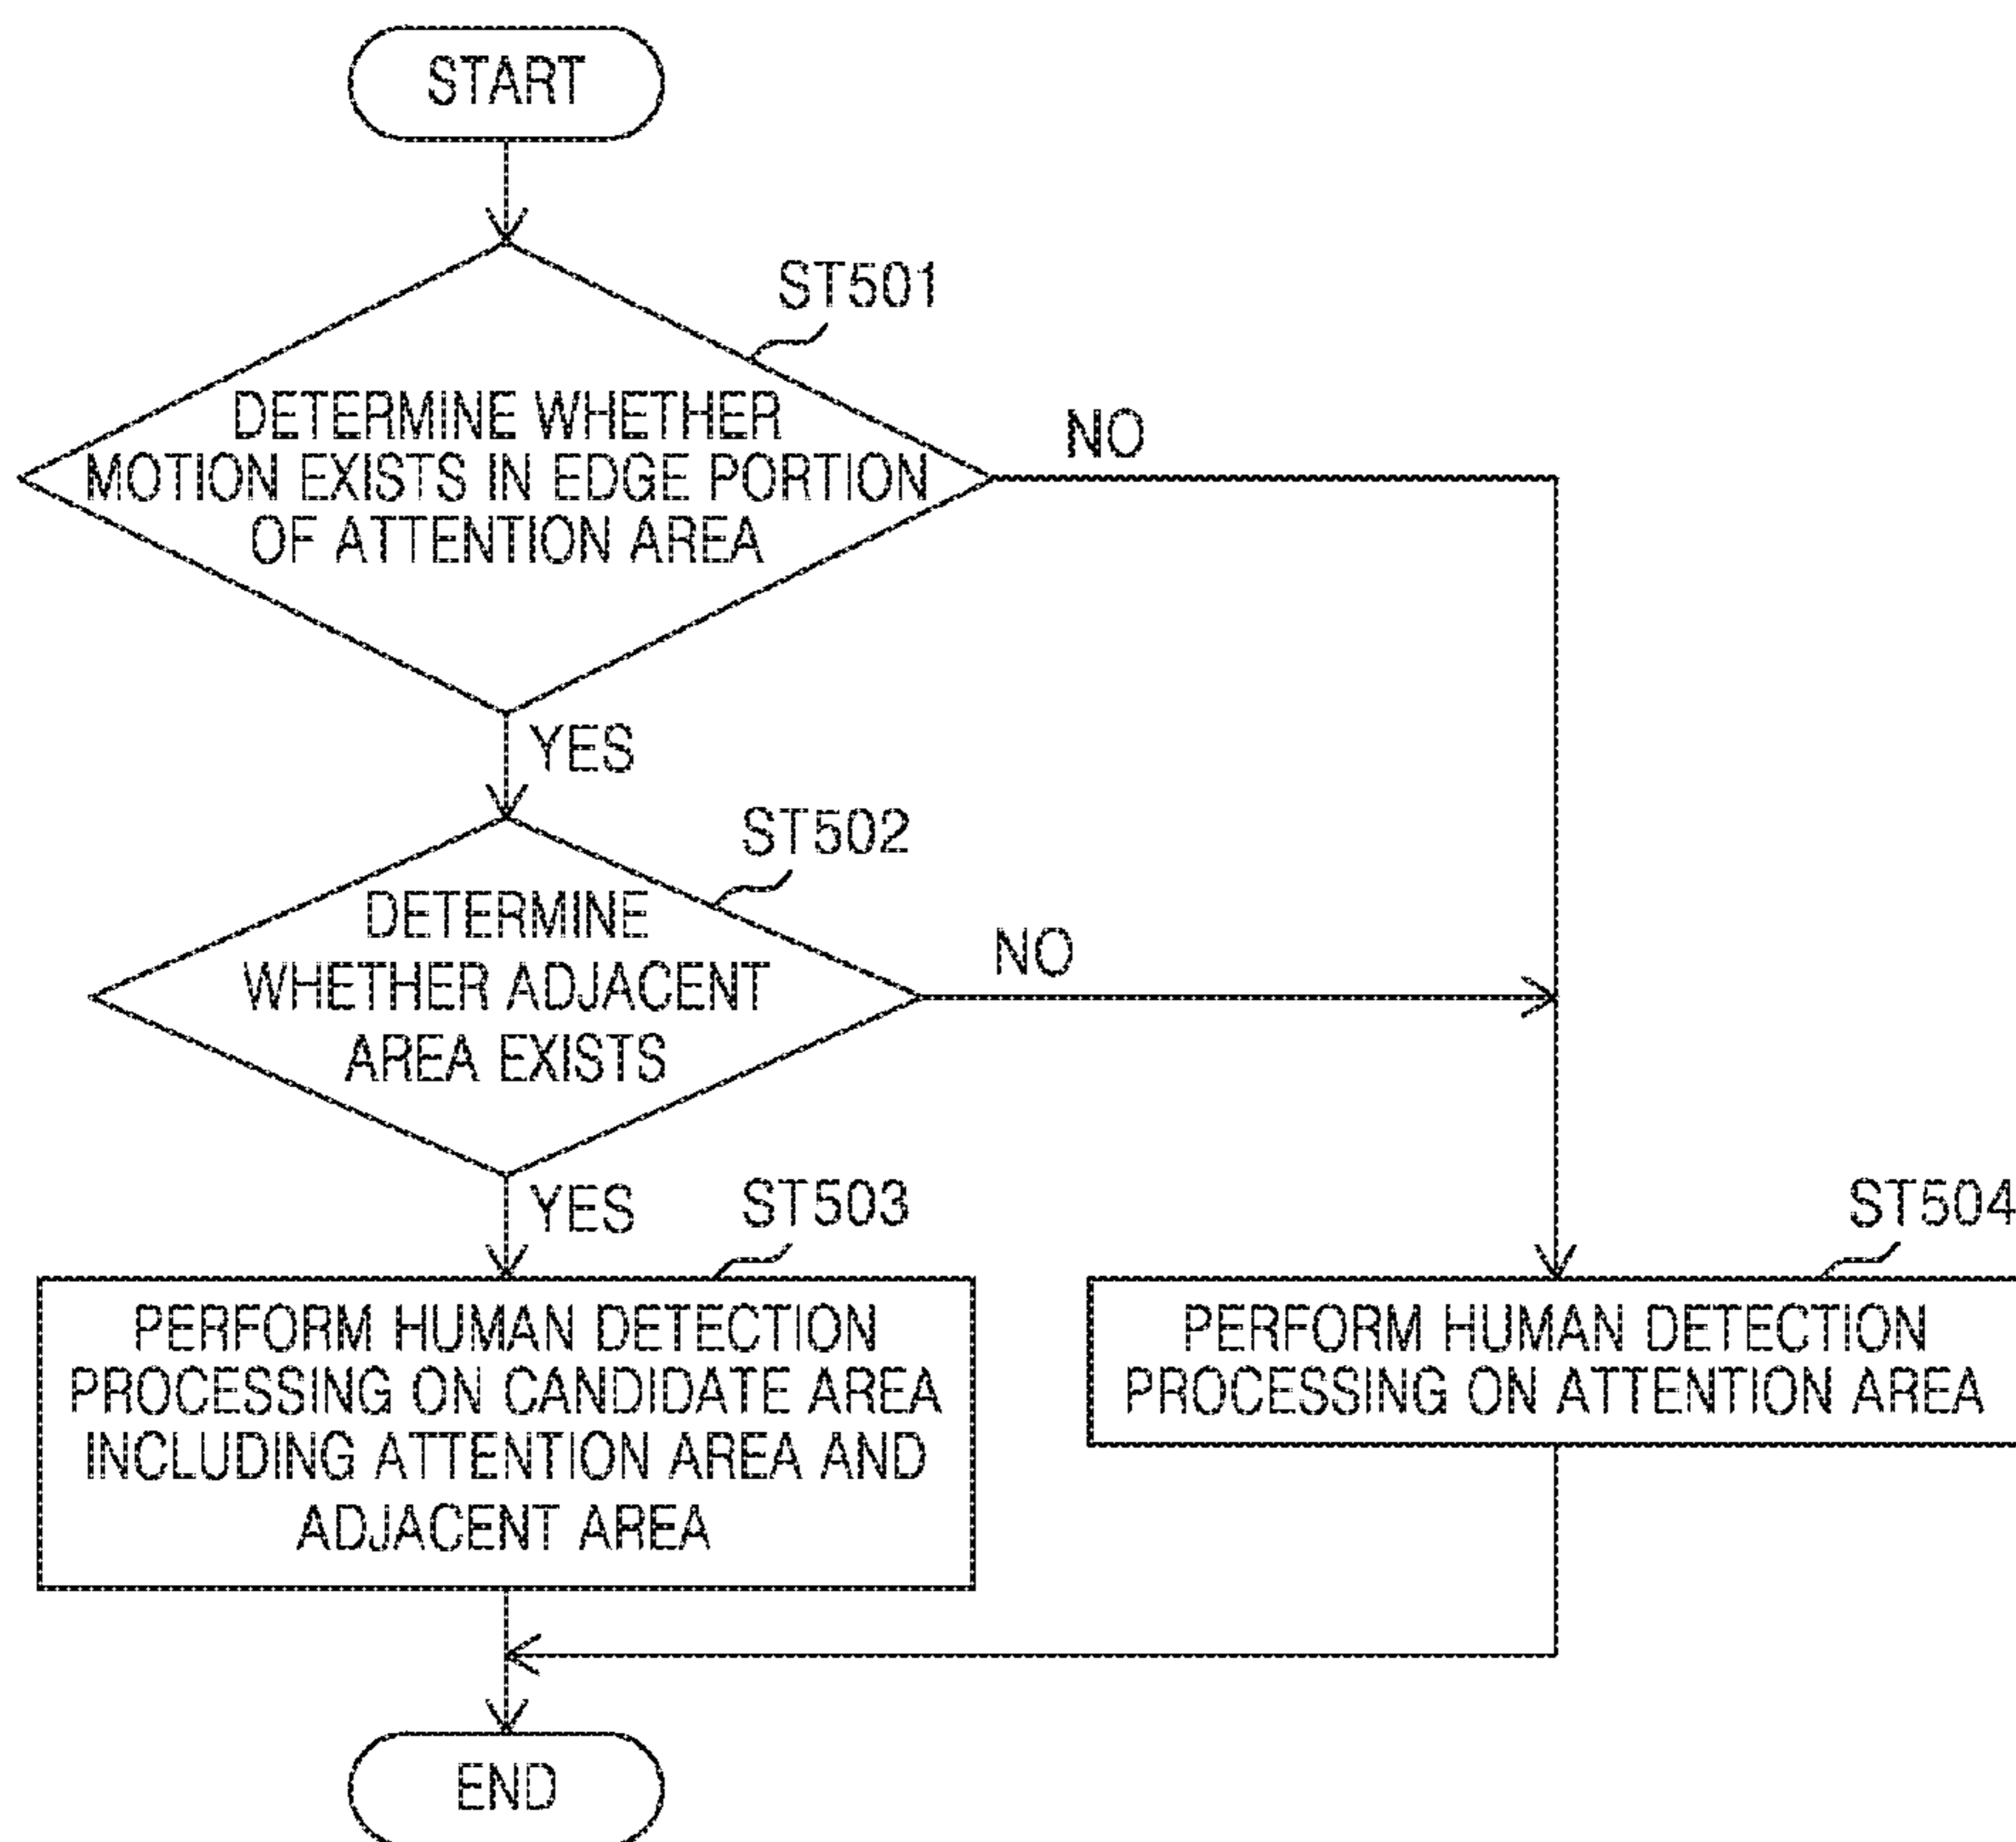 START
ST501
DETERMINE WHETHER
MOTION EXISTS IN EDGE PORTION
OF ATTENTION AREA
NO
YES
ST502
DETERMINE
WHETHER ADJACENT
AREA EXISTS
NO
YES
ST503
PERFORM HUMAN DETECTION
PROCESSING ON CANDIDATE AREA
INCLUDING ATTENTION AREA AND
ADJACENT AREA
ST504
PERFORM HUMAN DETECTION
PROCESSING ON ATTENTION AREA
END